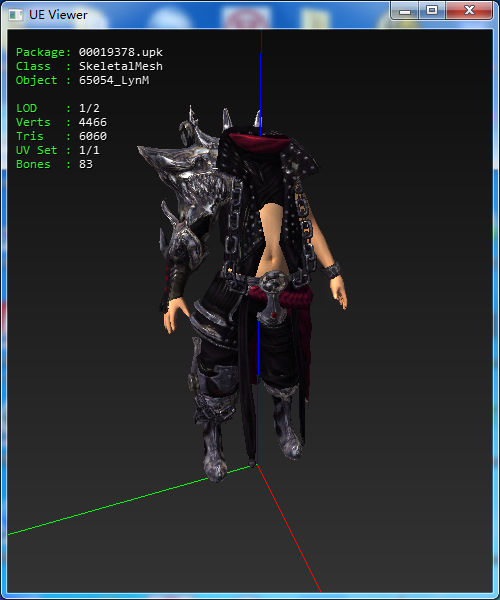 UE Viewer
Package: 00019378.upk
Class : SkeletalMesh
Object : 65054_LynM
LOD : 1/2
Verts : 4466
Tris : 6060
UV Set : 1/1
Bones : 83